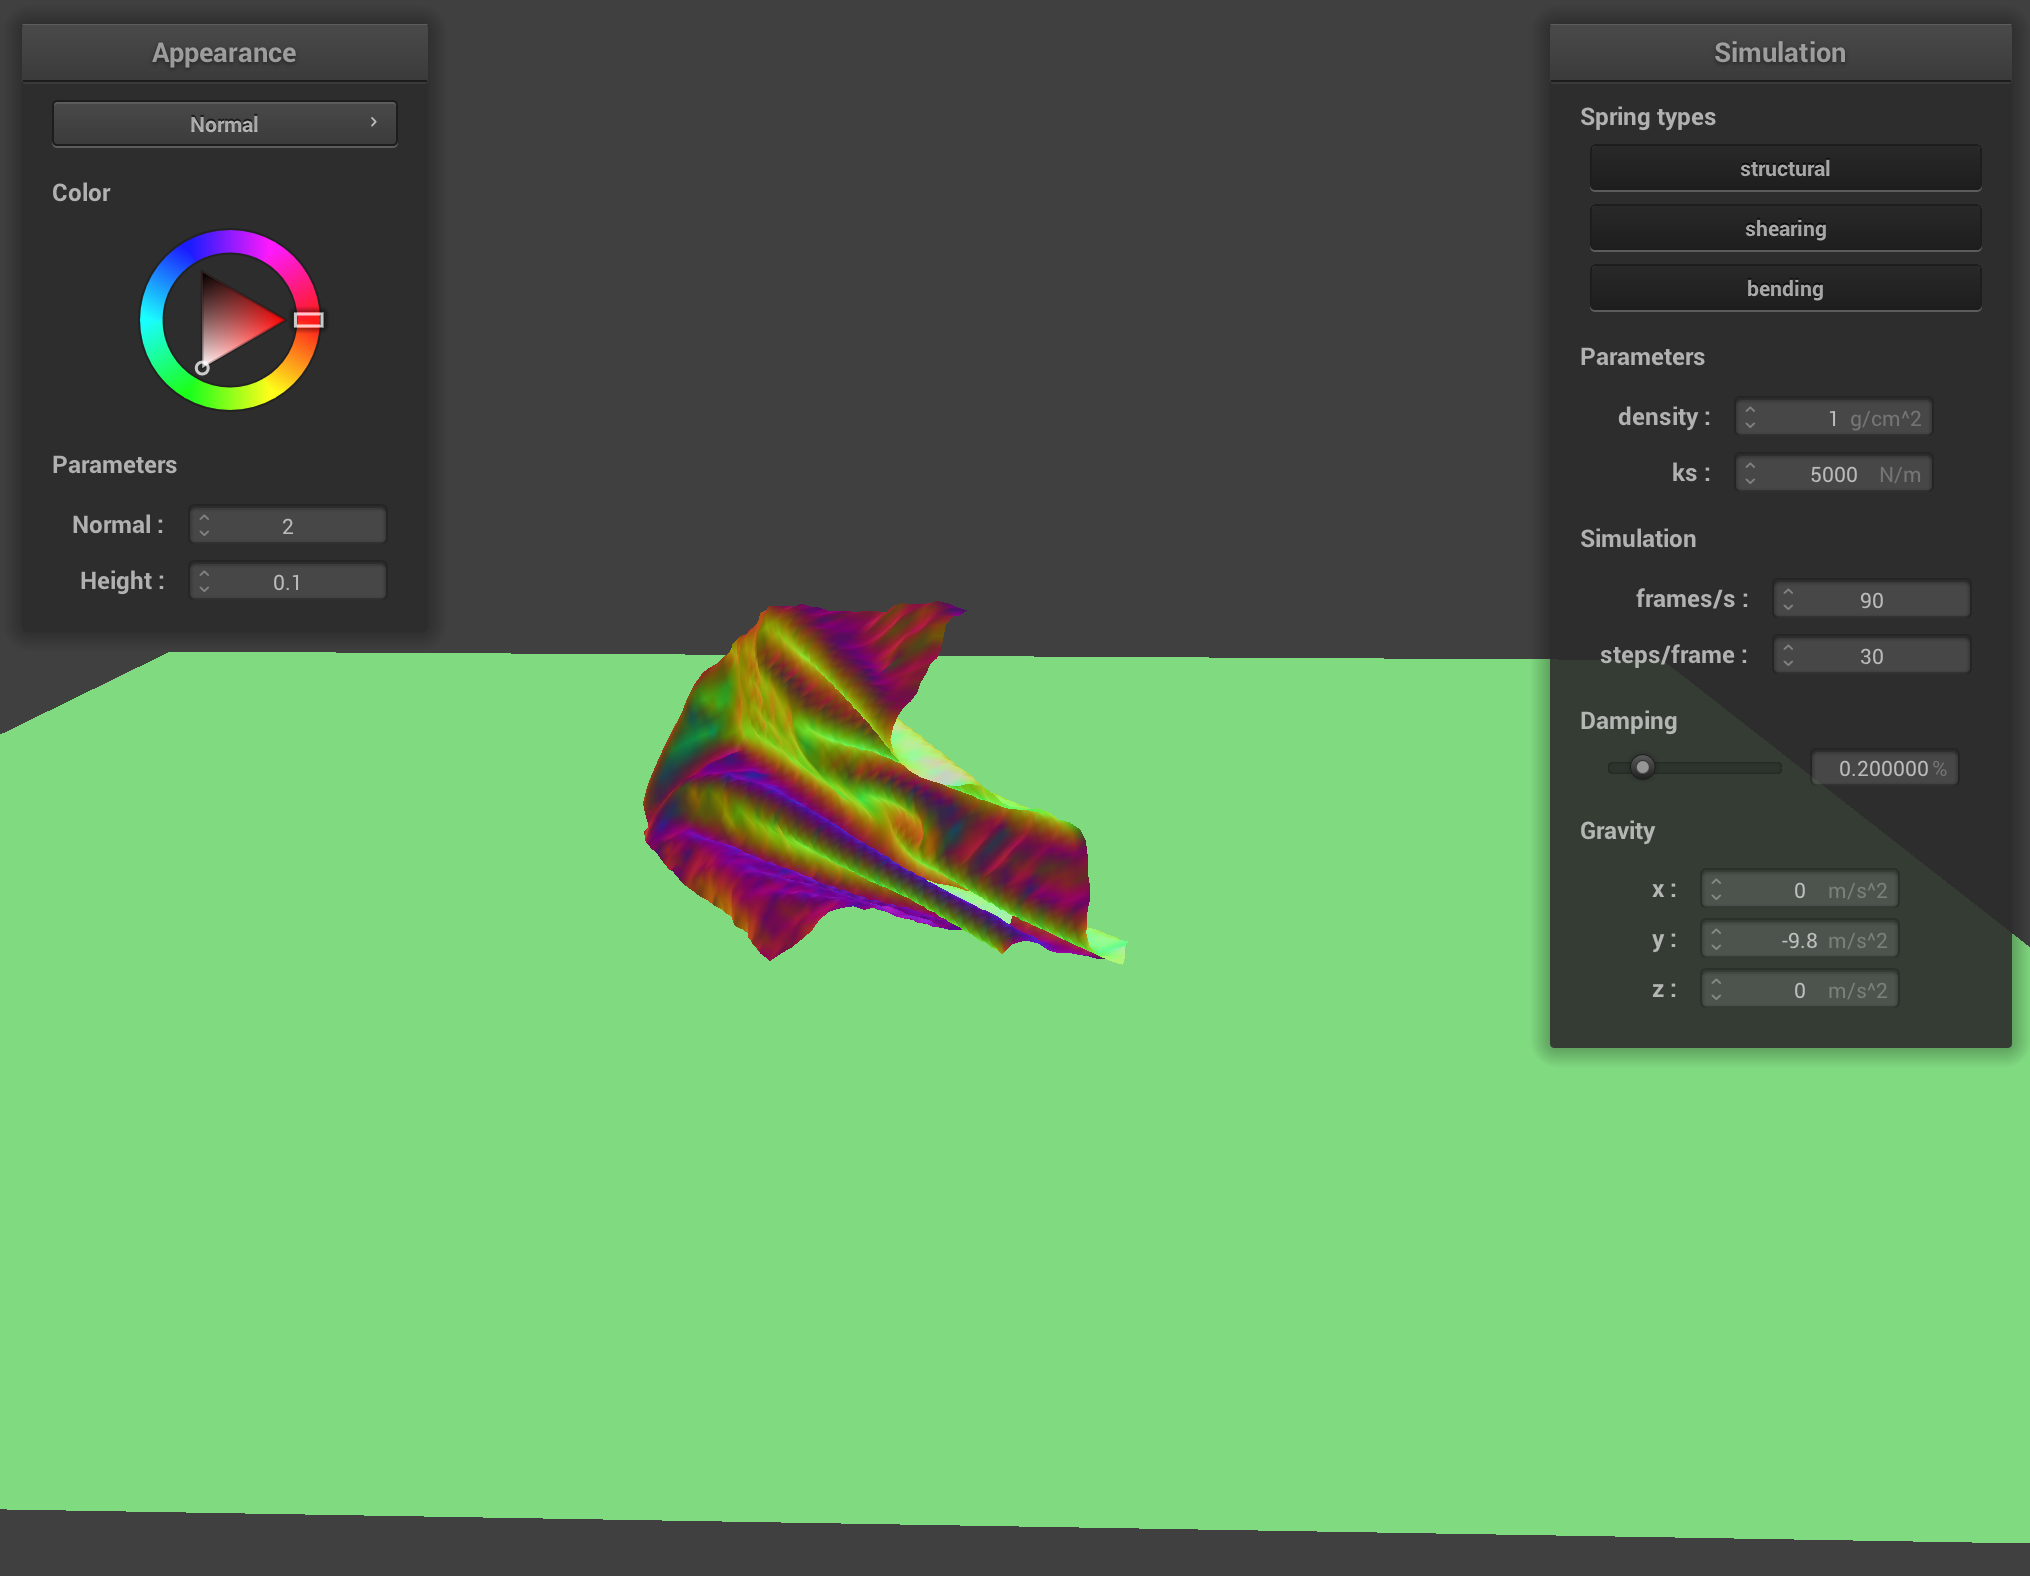 Appearance
Normal
Color
Parameters
Normal : 2
Height : 0.1
Simulation
Spring types
structural
shearing
bending
Parameters
density : 1 g/cm^2
ks : 5000 N/m
Simulation
frames/s : 90
steps/frame : 30
Damping
0.200000 %
Gravity
x : 0 m/s^2
y : -9.8 m/s^2
z : 0 m/s^2